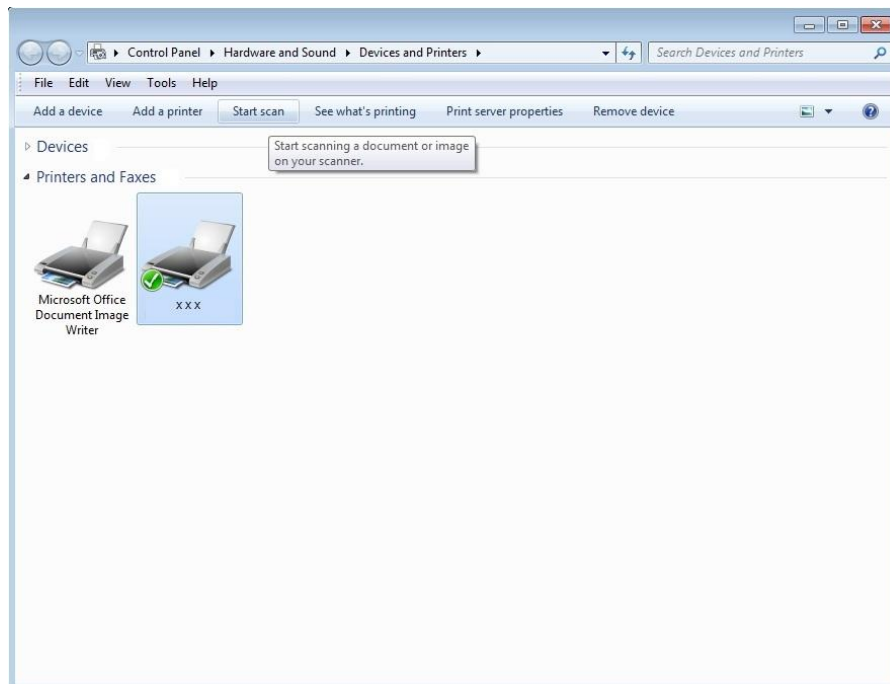 Control Panel Hardware and Sound Devices and Printers Search Devices and Printers
File Edit View Tools Help
Add a device Add a printer Start scan See what's printing Print server properties Remove device
Devices
Start scanning a document or image
on your scanner.
Printers and Faxes
Microsoft Office
Document Image
Writer
x x x